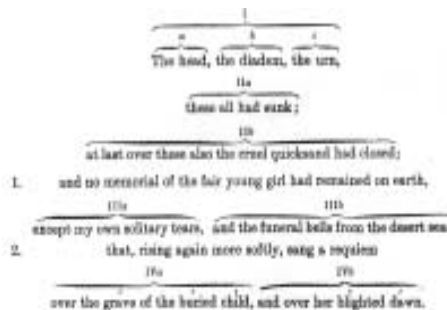 I
a b c
The head, the diadem, the urn,
IIa
these all had sunk;
IIb
at last over these also the cruel quicksand had closed;
1. and no memorial of the fair young girl had remained on earth,
IIIa IIIb
except my own solitary tears, and the funeral bells from the desert seas
2. that, rising again more softly, sang a requiem
IVa IVb
over the grave of the buried child, and over her blighted dawn.